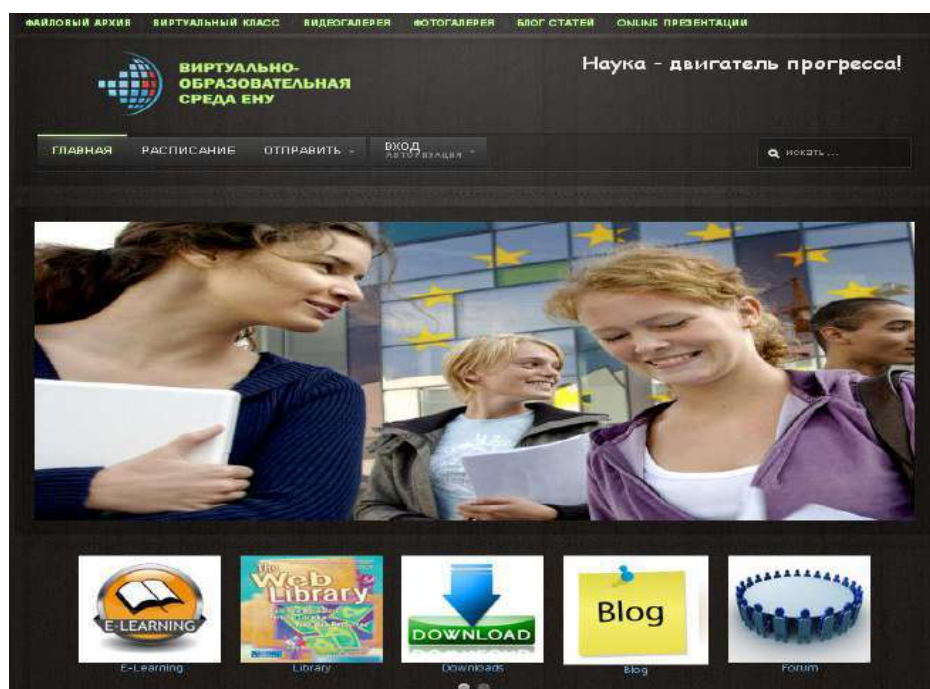 ФАЙЛОВЫЙ АРХИВ ВИРТУАЛЬНЫЙ КЛАСС ВИДЕОГАЛЕРЕЯ ФОТОГАЛЕРЕЯ БЛОГ СТАТЕЙ ONLINE ПРЕЗЕНТАЦИИ
ВИРТУАЛЬНО-
ОБРАЗОВАТЕЛЬНАЯ
СРЕДА ЕНУ
Наука - двигатель прогресса!
ГЛАВНАЯ РАСПИСАНИЕ ОТПРАВИТЬ ВХОД
АВТОРИЗАЦИЯ
искать ...
E-LEARNING
The
Web
Library
DOWNLOAD
Blog
E-Learning Library Downloads Blog Forum